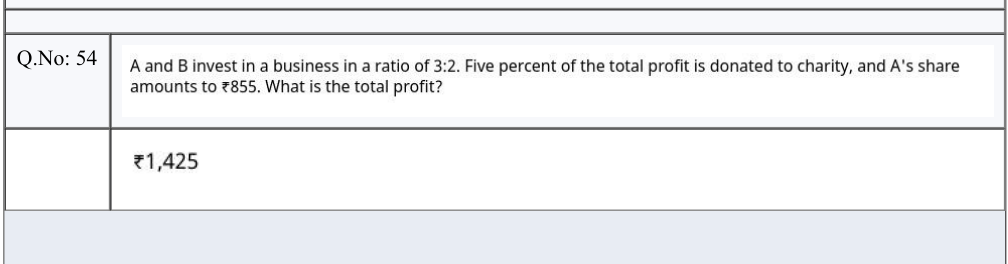 Q.No: 54
A and B invest in a business in a ratio of 3:2. Five percent of the total profit is donated to charity, and A's share
amounts to ₹855. What is the total profit?
₹1,425